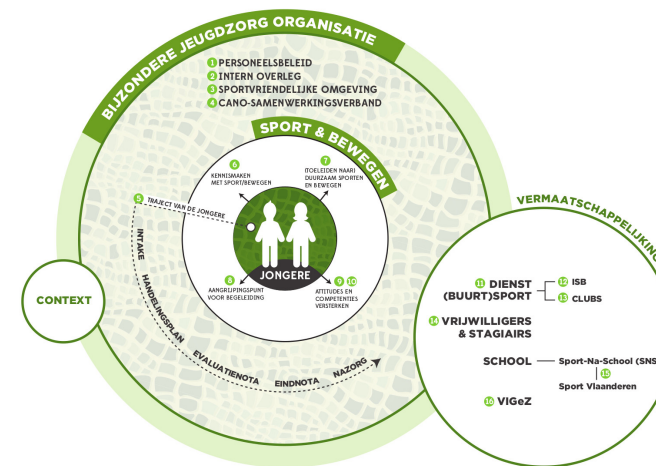 BIJZONDERE JEUGDZORG ORGANISATIE
1 PERSONEELSBELEID
2 INTERN OVERLEG
3 SPORTVRIENDELIJKE OMGEVING
4 CANO-SAMENWERKINGSVERBAND
SPORT & BEWEGEN
6
KENNISMAKEN
MET SPORT/BEWEGEN
7
(TOELEIDEN NAAR)
DUURZAAM SPORTEN
EN BEWEGEN
5 TRAJECT VAN DE JONGERE
JONGERE
8
AANGRIJPINGSPUNT
VOOR BEGELEIDING
9 10
ATTITUDES EN
COMPETENTIES
VERSTERKEN
INTAKE
HANDELINGSPLAN
EVALUATIENOTA
EINDNOTA
NAZORG
CONTEXT
VERMAATSCHAPPELIJKING
11 DIENST
(BUURT)SPORT
12 ISB
13 CLUBS
14 VRIJWILLIGERS
& STAGIAIRS
SCHOOL
Sport-Na-School (SNS
15
Sport Vlaanderen
16 VIGeZ